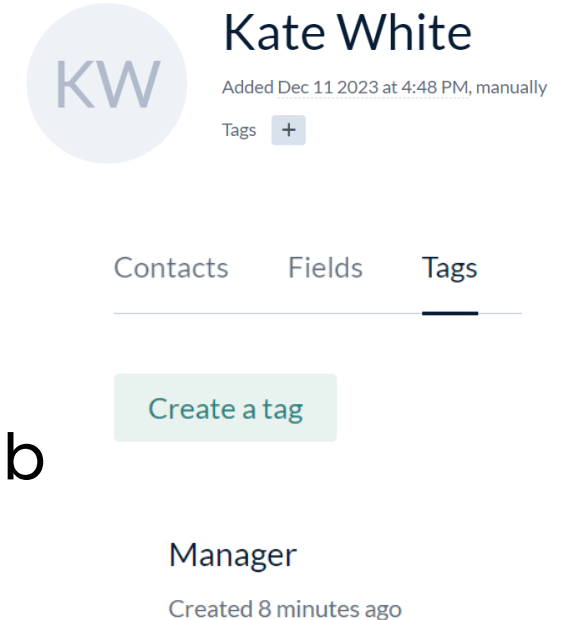 KW
Kate White
Added Dec 11 2023 at 4:48 PM, manually
Tags +
Contacts Fields Tags
Create a tag
b
Manager
Created 8 minutes ago